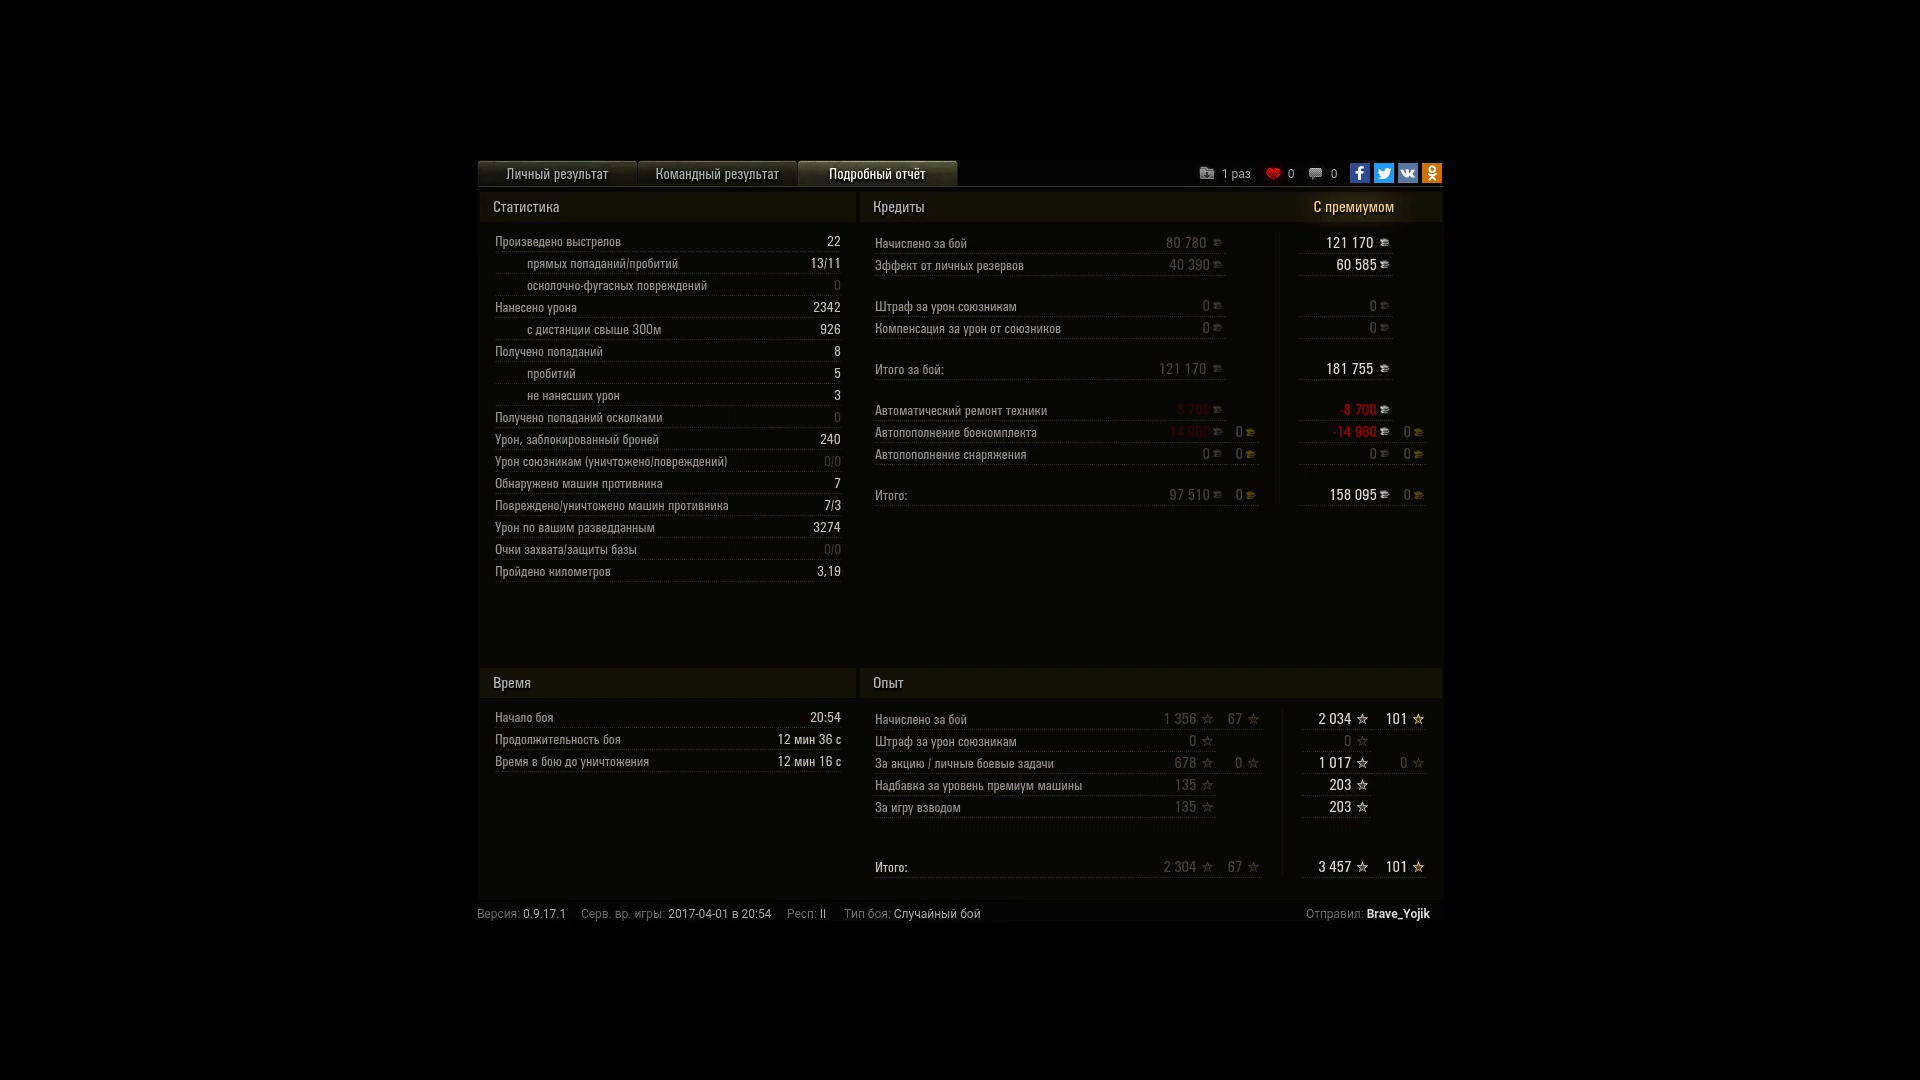 Личный результат Командный результат Подробный отчёт 1 раз 0 0
Статистика
Произведено выстрелов 22
прямых попаданий/пробитий 13/11
осколочно-фугасных повреждений 0
Нанесено урона 2342
с дистанции свыше 300м 926
Получено попаданий 8
пробитий 5
не нанесших урон 3
Получено попаданий осколками 0
Урон, заблокированный броней 240
Урон союзникам (уничтожено/повреждений) 0/0
Обнаружено машин противника 7
Повреждено/уничтожено машин противника 7/3
Урон по вашим разведданным 3274
Очки захвата/защиты базы 0/0
Пройдено километров 3,19
Кредиты С премиумом
Начислено за бой 80 780 121 170
Эффект от личных резервов 40 390 60 585
Штраф за урон союзникам 0 0
Компенсация за урон от союзников 0 0
Итого за бой: 121 170 181 755
Автоматический ремонт техники -8 700 -8 700
Автопополнение боекомплекта -14 960 0 -14 960 0
Автопополнение снаряжения 0 0 0 0
Итого: 97 510 0 158 095 0
Время
Начало боя 20:54
Продолжительность боя 12 мин 36 с
Время в бою до уничтожения 12 мин 16 с
Опыт
Начислено за бой 1 356 67 2 034 101
Штраф за урон союзникам 0 0
За акцию / личные боевые задачи 678 0 1 017 0
Надбавка за уровень премиум машины 135 203
За игру взводом 135 203
Итого: 2 304 67 3 457 101
Версия: 0.9.17.1 Серв. вр. игры: 2017-04-01 в 20:54 Респ: II Тип боя: Случайный бой Отправил: Brave_Yojik